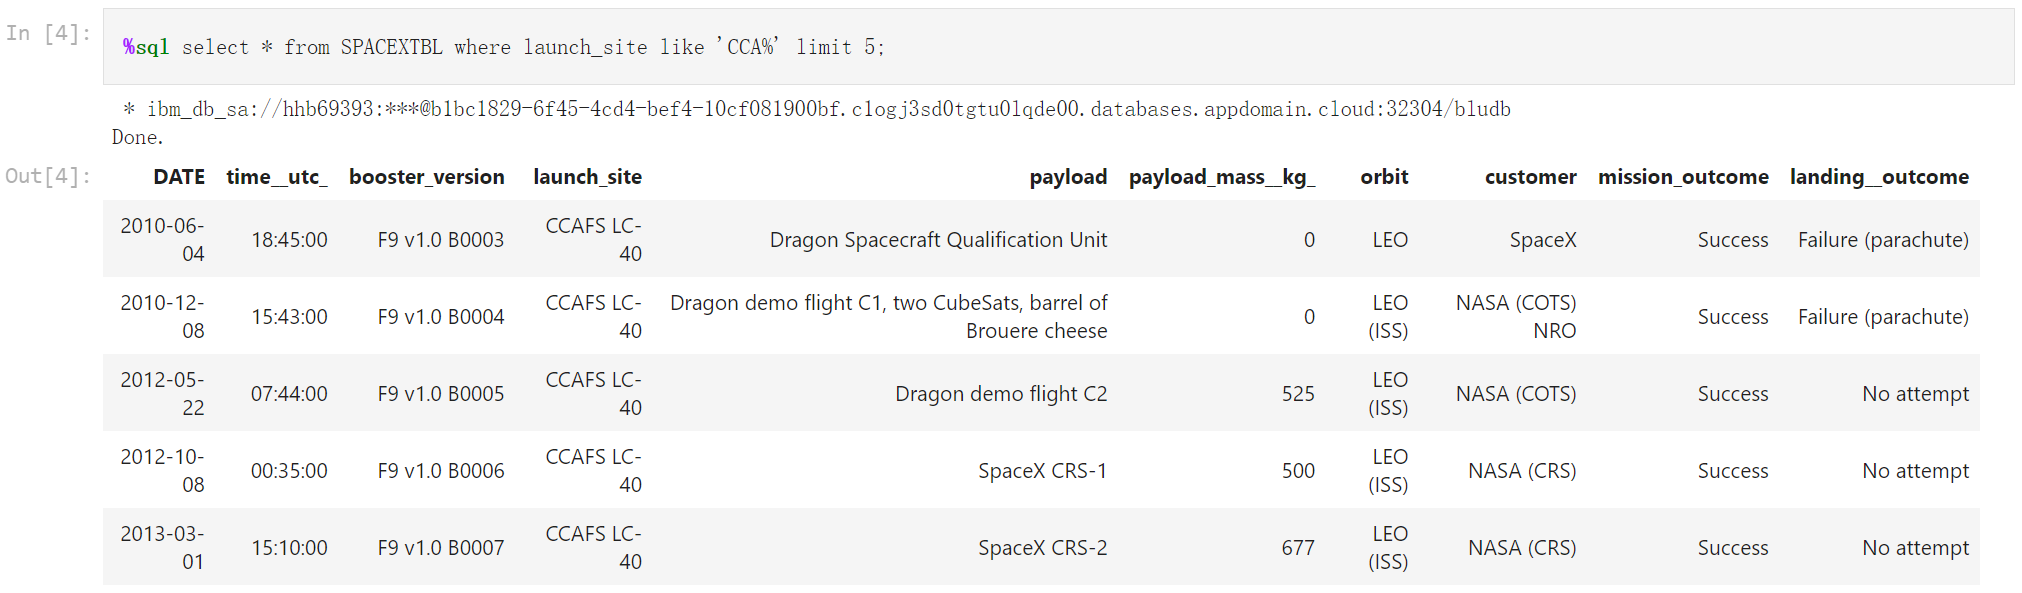 In [4]:
%sql select * from SPACEXTBL where launch_site like 'CCA%' limit 5;
* ibm_db_sa://hhb69393:***@b1bc1829-6f45-4cd4-bef4-10cf081900bf.c1ogj3sd0tgtu0lqde00.databases.appdomain.cloud:32304/bludb
Done.
Out[4]:
DATE time__utc_ booster_version launch_site payload payload_mass__kg_ orbit customer mission_outcome landing__outcome
2010-06-
04 18:45:00 F9 v1.0 B0003 CCAFS LC-
40 Dragon Spacecraft Qualification Unit 0 LEO SpaceX Success Failure (parachute)
2010-12-
08 15:43:00 F9 v1.0 B0004 CCAFS LC-
40 Dragon demo flight C1, two CubeSats, barrel of
Brouere cheese 0 LEO
(ISS) NASA (COTS)
NRO Success Failure (parachute)
2012-05-
22 07:44:00 F9 v1.0 B0005 CCAFS LC-
40 Dragon demo flight C2 525 LEO
(ISS) NASA (COTS) Success No attempt
2012-10-
08 00:35:00 F9 v1.0 B0006 CCAFS LC-
40 SpaceX CRS-1 500 LEO
(ISS) NASA (CRS) Success No attempt
2013-03-
01 15:10:00 F9 v1.0 B0007 CCAFS LC-
40 SpaceX CRS-2 677 LEO
(ISS) NASA (CRS) Success No attempt